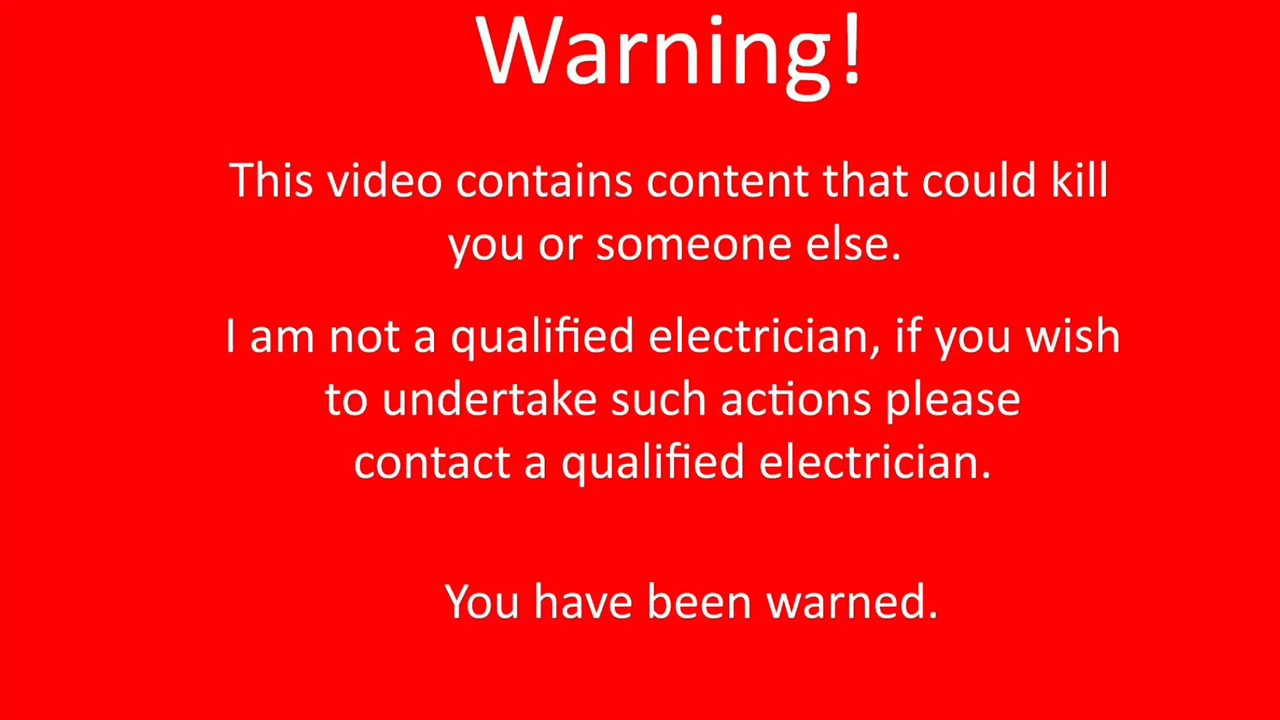 Warning!
This video contains content that could kill
you or someone else.
I am not a qualified electrician, if you wish
to undertake such actions please
contact a qualified electrician.
You have been warned.